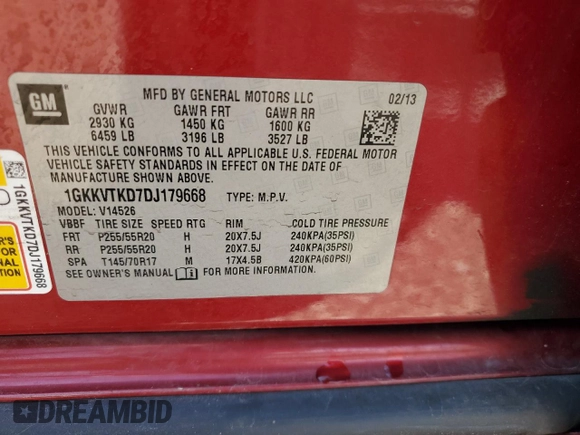 GM
MFD BY GENERAL MOTORS LLC 02/13
GVWR GAWR FRT GAWR RR
2930 KG 1450 KG 1600 KG
6459 LB 3196 LB 3527 LB
THIS VEHICLE CONFORMS TO ALL APPLICABLE U.S. FEDERAL MOTOR
VEHICLE SAFETY STANDARDS IN EFFECT ON THE DATE OF
MANUFACTURE SHOWN ABOVE.
1GKKVTKD7DJ179668 TYPE: M.P.V.
MODEL: V14526
VBBF TIRE SIZE SPEED RTG RIM COLD TIRE PRESSURE
FRT P255/55R20 H 20X7.5J 240KPA(35PSI)
RR P255/55R20 H 20X7.5J 240KPA(35PSI)
SPA T145/70R17 M 17X4.5B 420KPA(60PSI)
SEE OWNER'S MANUAL FOR MORE INFORMATION
1GKKVTKD7DJ179668
DREAMBID